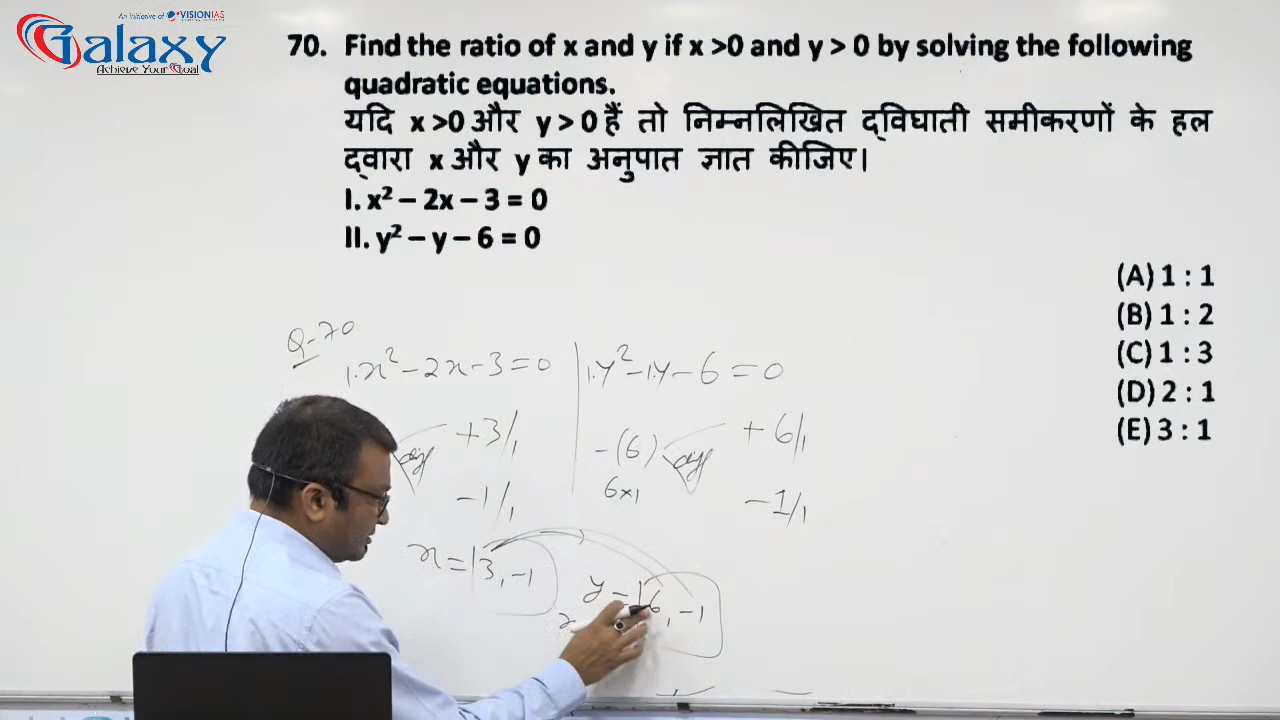 An initiative of VISIONIAS
Galaxy
Achieve Your Goal
70. Find the ratio of x and y if x >0 and y > 0 by solving the following
quadratic equations.
यदि x >0 और y > 0 हैं तो निम्नलिखित द्विघाती समीकरणों के हल
द्वारा x और y का अनुपात ज्ञात कीजिए।
I. x² – 2x – 3 = 0
II. y² – y – 6 = 0
(A) 1 : 1
(B) 1 : 2
(C) 1 : 3
(D) 2 : 1
(E) 3 : 1
Q-70
1.x² - 2x - 3 = 0
1.y² - 1.y - 6 = 0
+3/1
-(6)
+6/1
6x1
-1/1
-1/1
x = 3, -1
y = 6, -1